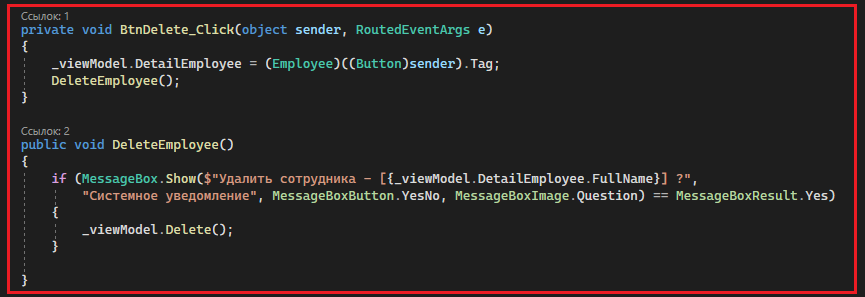 Ссылок: 1
private void BtnDelete_Click(object sender, RoutedEventArgs e)
{
_viewModel.DetailEmployee = (Employee)((Button)sender).Tag;
DeleteEmployee();
}
Ссылок: 2
public void DeleteEmployee()
{
if (MessageBox.Show($"Удалить сотрудника – [{_viewModel.DetailEmployee.FullName}] ?",
"Системное уведомление", MessageBoxButton.YesNo, MessageBoxImage.Question) == MessageBoxResult.Yes)
{
_viewModel.Delete();
}
}